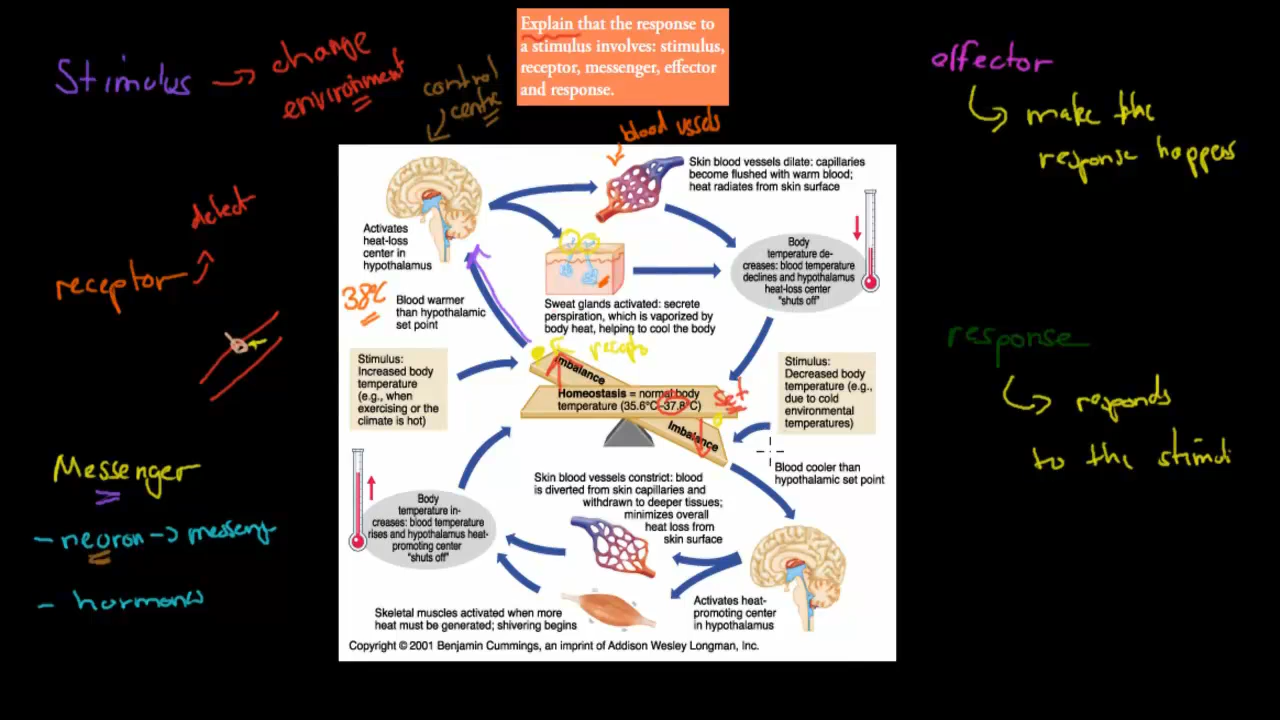 Explain that the response to
a stimulus involves: stimulus,
receptor, messenger, effector
and response.
Stimulus → change
environment
control
centre
blood vessels
effector
make the
response happens
detect
receptor
Messenger
- neuron →
- hormones
response
responds
to the stimuli
38°C
set
Skin blood vessels dilate: capillaries
become flushed with warm blood;
heat radiates from skin surface
Activates
heat-loss
center in
hypothalamus
Body
temperature de-
creases: blood temperature
declines and hypothalamus
heat-loss center
"shuts off"
Blood warmer
than hypothalamic
set point
Sweat glands activated: secrete
perspiration, which is vaporized by
body heat, helping to cool the body
Stimulus:
Increased body
temperature
(e.g., when
exercising or the
climate is hot)
Imbalance
Homeostasis = normal body
temperature (35.6°C–37.8°C)
Imbalance
Stimulus:
Decreased body
temperature (e.g.,
due to cold
environmental
temperatures)
Blood cooler than
hypothalamic set point
Skin blood vessels constrict: blood
is diverted from skin capillaries and
withdrawn to deeper tissues;
minimizes overall
heat loss from
skin surface
Body
temperature in-
creases: blood temperature
rises and hypothalamus heat-
promoting center
"shuts off"
Skeletal muscles activated when more
heat must be generated; shivering begins
Activates heat-
promoting center
in hypothalamus
Copyright © 2001 Benjamin Cummings, an imprint of Addison Wesley Longman, Inc.